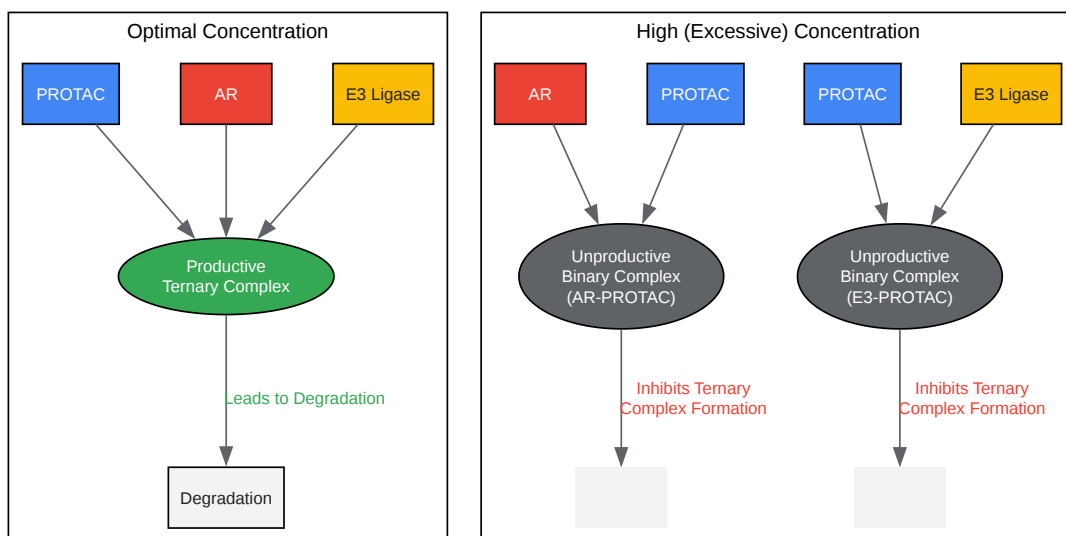 Optimal Concentration
PROTAC
AR
E3 Ligase
Productive
Ternary Complex
Leads to Degradation
Degradation
High (Excessive) Concentration
AR
PROTAC
PROTAC
E3 Ligase
Unproductive
Binary Complex
(AR-PROTAC)
Unproductive
Binary Complex
(E3-PROTAC)
Inhibits Ternary
Complex Formation
Inhibits Ternary
Complex Formation